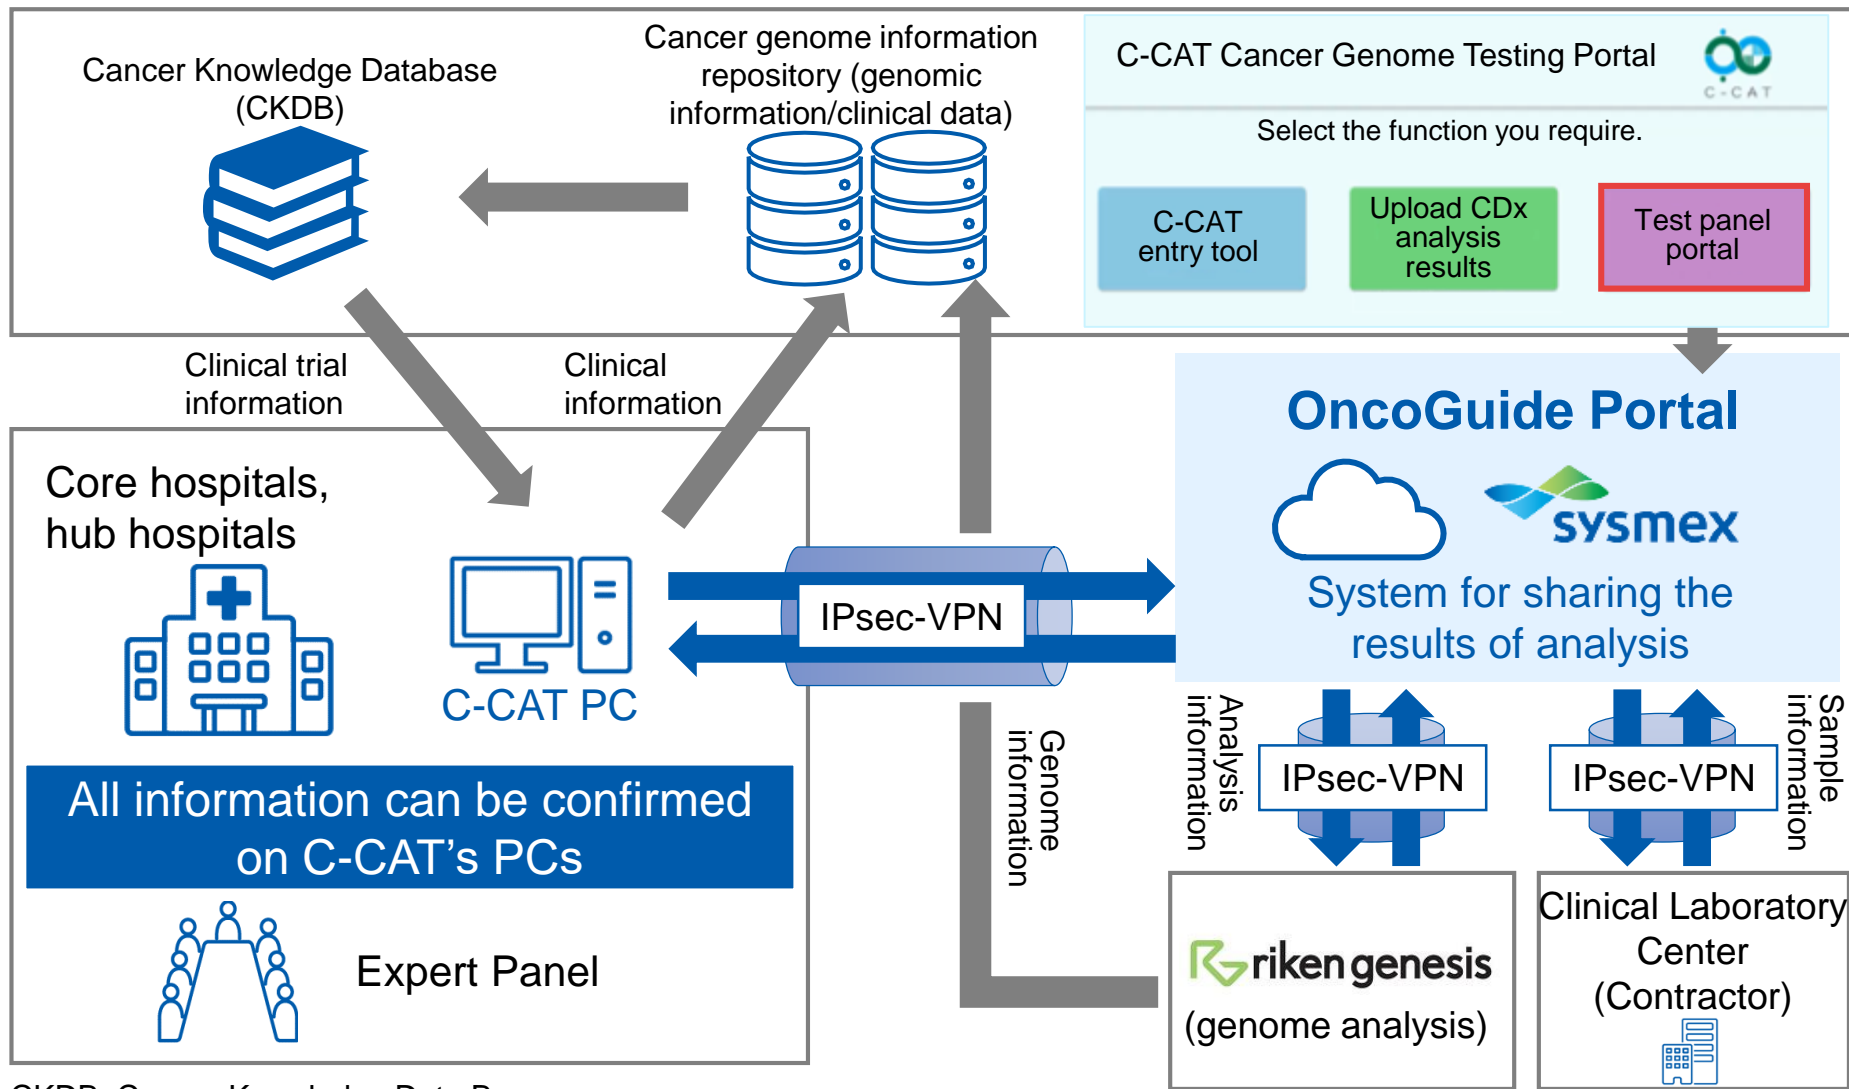 Cancer Knowledge Database
(CKDB)
Cancer genome information
repository (genomic
information/clinical data)
C-CAT Cancer Genome Testing Portal
C-CAT
Select the function you require.
C-CAT
entry tool
Upload CDx
analysis
results
Test panel
portal
Clinical trial
information
Clinical
information
OncoGuide Portal
sysmex
System for sharing the
results of analysis
Core hospitals,
hub hospitals
C-CAT PC
IPsec-VPN
All information can be confirmed
on C-CAT’s PCs
Expert Panel
Genome
information
Analysis
information
IPsec-VPN
IPsec-VPN
Sample
information
riken genesis
(genome analysis)
Clinical Laboratory
Center
(Contractor)